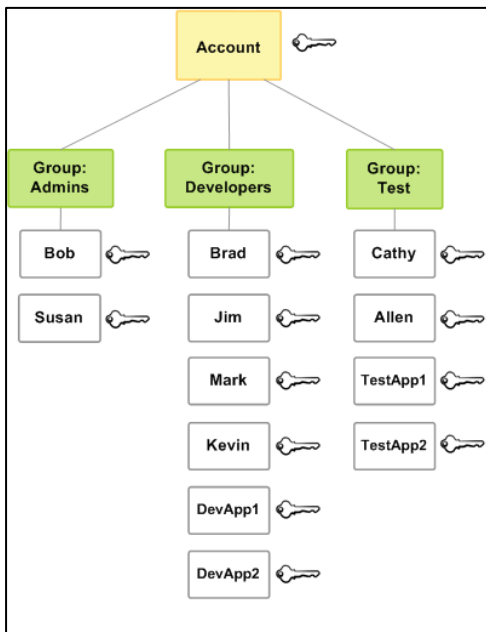 Account
Group:
Admins
Group:
Developers
Group:
Test
Bob
Brad
Cathy
Susan
Jim
Allen
Mark
TestApp1
Kevin
TestApp2
DevApp1
DevApp2